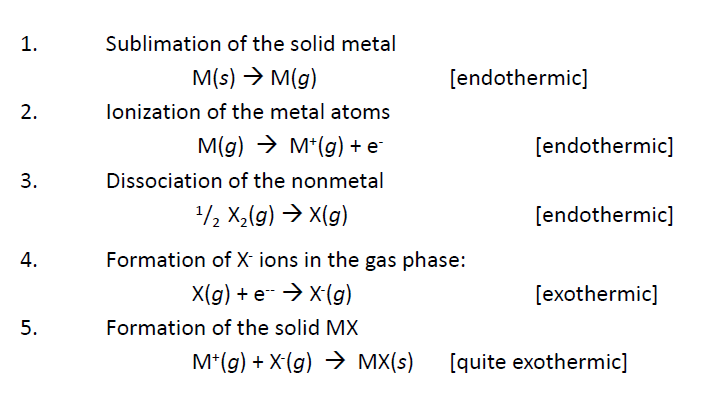 1. Sublimation of the solid metal
M(s) → M(g) [endothermic]
2. Ionization of the metal atoms
M(g) → M⁺(g) + e⁻ [endothermic]
3. Dissociation of the nonmetal
¹/₂ X₂(g) → X(g) [endothermic]
4. Formation of X⁻ ions in the gas phase:
X(g) + e⁻⁻ → X⁻(g) [exothermic]
5. Formation of the solid MX
M⁺(g) + X⁻(g) → MX(s) [quite exothermic]